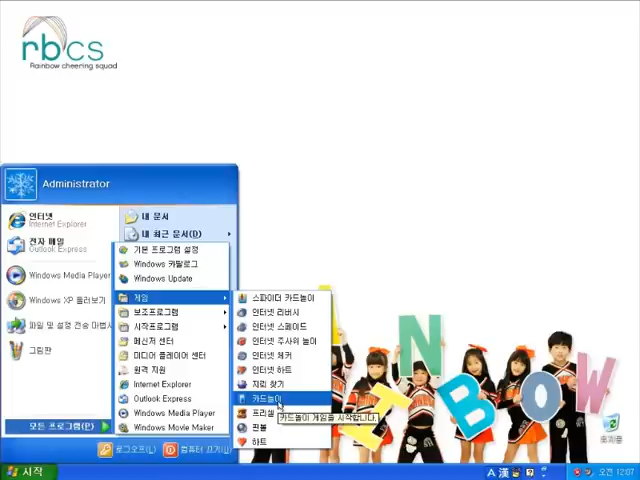 rbcs
Rainbow cheering squad
Administrator
인터넷
Internet Explorer
전자 메일
Outlook Express
Windows Media Player
Windows XP 둘러보기
파일 및 설정 전송 마법사
그림판
모든 프로그램(P)
내 문서
내 최근 문서(D)
기본 프로그램 설정
Windows 카탈로그
Windows Update
게임
보조프로그램
시작프로그램
메신저 센터
미디어 플레이어 센터
원격 지원
Internet Explorer
Outlook Express
Windows Media Player
Windows Movie Maker
스파이더 카드놀이
인터넷 리버시
인터넷 스페이드
인터넷 주사위 놀이
인터넷 체커
인터넷 하트
지뢰 찾기
카드놀이
프리셀
카드놀이 게임을 시작합니다.
핀볼
하트
로그오프(L)
컴퓨터 끄기(U)
N
I
B
O
W
휴지통
시작
A 漢
오전 12:07